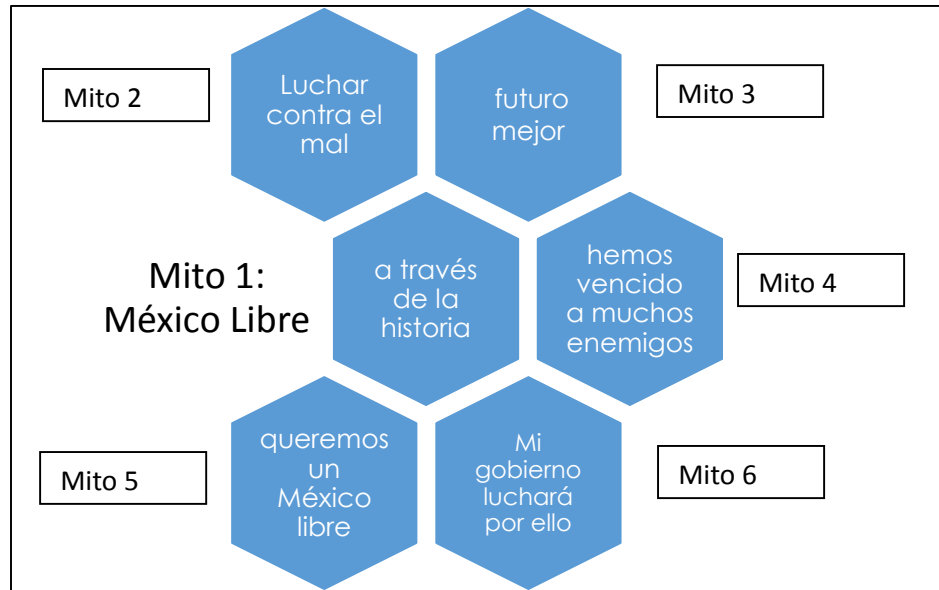 Mito 2
Luchar
contra el
mal
futuro
mejor
Mito 3
Mito 1:
México Libre
a través
de la
historia
hemos
vencido
a muchos
enemigos
Mito 4
Mito 5
queremos
un
México
libre
Mi
gobierno
luchará
por ello
Mito 6